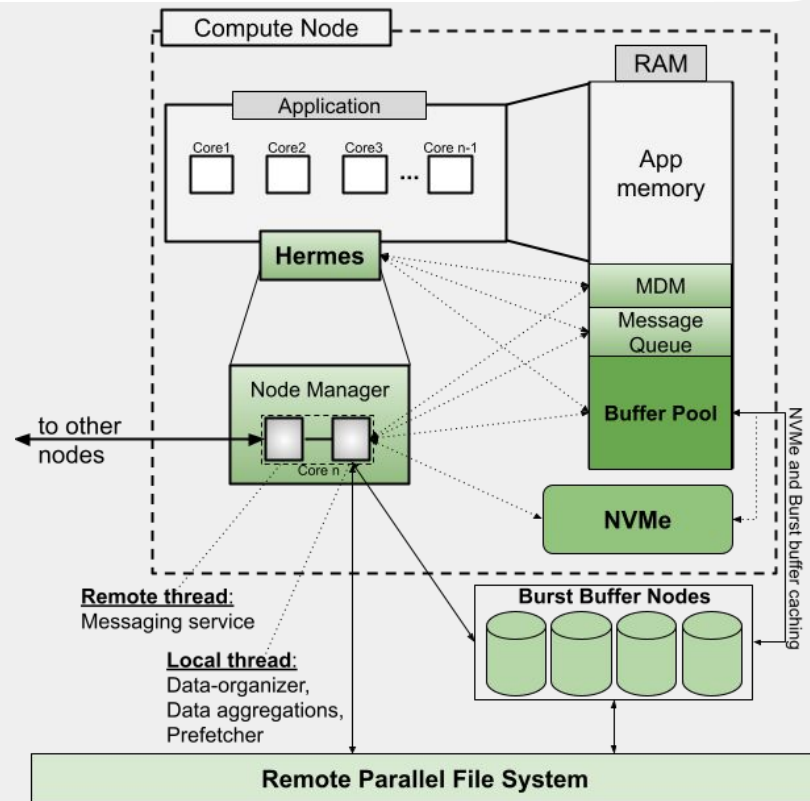 Compute Node
RAM
Application
Core1
Core2
Core3
...
Core n-1
App
memory
Hermes
MDM
Message
Queue
Node Manager
Buffer Pool
to other
nodes
Core n
NVMe
NVMe and Burst buffer caching
Remote thread:
Messaging service
Burst Buffer Nodes
Local thread:
Data-organizer,
Data aggregations,
Prefetcher
Remote Parallel File System